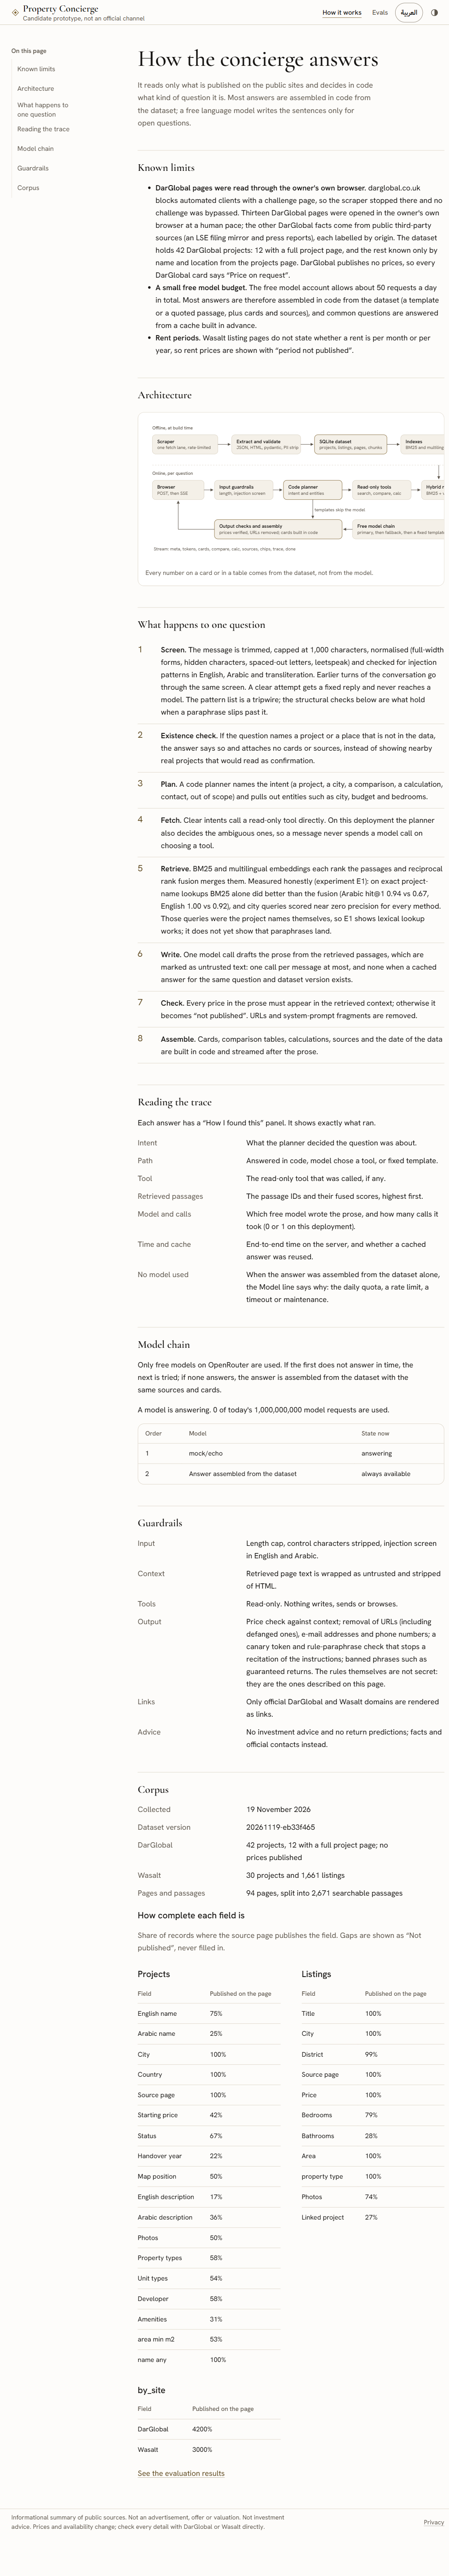 Property Concierge
Candidate prototype, not an official channel
How it works
Evals
العربية
On this page
Known limits
Architecture
What happens to
one question
Reading the trace
Model chain
Guardrails
Corpus
How the concierge answers
It reads only what is published on the public sites and decides in code
what kind of question it is. Most answers are assembled in code from
the dataset; a free language model writes the sentences only for
open questions.
Known limits
• DarGlobal pages were read through the owner's own browser. darglobal.co.uk
blocks automated clients with a challenge page, so the scraper stopped there and no
challenge was bypassed. Thirteen DarGlobal pages were opened in the owner's own
browser at a human pace; the other DarGlobal facts come from public third-party
sources (an LSE filing mirror and press reports), each labelled by origin. The dataset
holds 42 DarGlobal projects: 12 with a full project page, and the rest known only by
name and location from the projects page. DarGlobal publishes no prices, so every
DarGlobal card says “Price on request”.
• A small free model budget. The free model account allows about 50 requests a day
in total. Most answers are therefore assembled in code from the dataset (a template
or a quoted passage, plus cards and sources), and common questions are answered
from a cache built in advance.
• Rent periods. Wasalt listing pages do not state whether a rent is per month or per
year, so rent prices are shown with “period not published”.
Architecture
Offline, at build time
Scraper
one fetch lane, rate limited
Extract and validate
JSON, HTML, pydantic, PII strip
SQLite dataset
projects, listings, pages, chunks
Indexes
BM25 and multiling
Online, per question
Browser
POST, then SSE
Input guardrails
length, injection screen
Code planner
intent and entities
Read-only tools
search, compare, calc
Hybrid r
BM25 +
templates skip the model
Output checks and assembly
prices verified, URLs removed, cards built in code
Free model chain
primary, then fallback, then a fixed templat
Stream: meta, tokens, cards, compare, calc, sources, chips, trace, done
Every number on a card or in a table comes from the dataset, not from the model.
What happens to one question
1 Screen. The message is trimmed, capped at 1,000 characters, normalised (full-width
forms, hidden characters, spaced-out letters, leetspeak) and checked for injection
patterns in English, Arabic and transliteration. Earlier turns of the conversation go
through the same screen. A clear attempt gets a fixed reply and never reaches a
model. The pattern list is a tripwire; the structural checks below are what hold
when a paraphrase slips past it.
2 Existence check. If the question names a project or a place that is not in the data,
the answer says so and attaches no cards or sources, instead of showing nearby
real projects that would read as confirmation.
3 Plan. A code planner names the intent (a project, a city, a comparison, a calculation,
contact, out of scope) and pulls out entities such as city, budget and bedrooms.
4 Fetch. Clear intents call a read-only tool directly. On this deployment the planner
also decides the ambiguous ones, so a message never spends a model call on
choosing a tool.
5 Retrieve. BM25 and multilingual embeddings each rank the passages and reciprocal
rank fusion merges them. Measured honestly (experiment E1): on exact project-
name lookups BM25 alone did better than the fusion (Arabic hit@1 0.94 vs 0.67,
English 1.00 vs 0.92), and city queries scored near zero precision for every method.
Those queries were the project names themselves, so E1 shows lexical lookup
works; it does not yet show that paraphrases land.
6 Write. One model call drafts the prose from the retrieved passages, which are
marked as untrusted text: one call per message at most, and none when a cached
answer for the same question and dataset version exists.
7 Check. Every price in the prose must appear in the retrieved context; otherwise it
becomes “not published”. URLs and system-prompt fragments are removed.
8 Assemble. Cards, comparison tables, calculations, sources and the date of the data
are built in code and streamed after the prose.
Reading the trace
Each answer has a “How I found this” panel. It shows exactly what ran.
Intent What the planner decided the question was about.
Path Answered in code, model chose a tool, or fixed template.
Tool The read-only tool that was called, if any.
Retrieved passages The passage IDs and their fused scores, highest first.
Model and calls Which free model wrote the prose, and how many calls it
took (0 or 1 on this deployment).
Time and cache End-to-end time on the server, and whether a cached
answer was reused.
No model used When the answer was assembled from the dataset alone,
the Model line says why: the daily quota, a rate limit, a
timeout or maintenance.
Model chain
Only free models on OpenRouter are used. If the first does not answer in time, the
next is tried; if none answers, the answer is assembled from the dataset with the
same sources and cards.
A model is answering. 0 of today's 1,000,000,000 model requests are used.
Order Model State now
1 mock/echo answering
2 Answer assembled from the dataset always available
Guardrails
Input Length cap, control characters stripped, injection screen
in English and Arabic.
Context Retrieved page text is wrapped as untrusted and stripped
of HTML.
Tools Read-only. Nothing writes, sends or browses.
Output Price check against context; removal of URLs (including
defanged ones), e-mail addresses and phone numbers; a
canary token and rule-paraphrase check that stops a
recitation of the instructions; banned phrases such as
guaranteed returns. The rules themselves are not secret:
they are the ones described on this page.
Links Only official DarGlobal and Wasalt domains are rendered
as links.
Advice No investment advice and no return predictions; facts and
official contacts instead.
Corpus
Collected 19 November 2026
Dataset version 20261119-eb33f465
DarGlobal 42 projects, 12 with a full project page; no
prices published
Wasalt 30 projects and 1,661 listings
Pages and passages 94 pages, split into 2,671 searchable passages
How complete each field is
Share of records where the source page publishes the field. Gaps are shown as “Not
published”, never filled in.
Projects
Field Published on the page
English name 75%
Arabic name 25%
City 100%
Country 100%
Source page 100%
Starting price 42%
Status 67%
Handover year 22%
Map position 50%
English description 17%
Arabic description 36%
Photos 50%
Property types 58%
Unit types 54%
Developer 58%
Amenities 31%
area min m2 53%
name any 100%
Listings
Field Published on the page
Title 100%
City 100%
District 99%
Source page 100%
Price 100%
Bedrooms 79%
Bathrooms 28%
Area 100%
property type 100%
Photos 74%
Linked project 27%
by_site
Field Published on the page
DarGlobal 4200%
Wasalt 3000%
See the evaluation results
Informational summary of public sources. Not an advertisement, offer or valuation. Not investment
advice. Prices and availability change; check every detail with DarGlobal or Wasalt directly.
Privacy